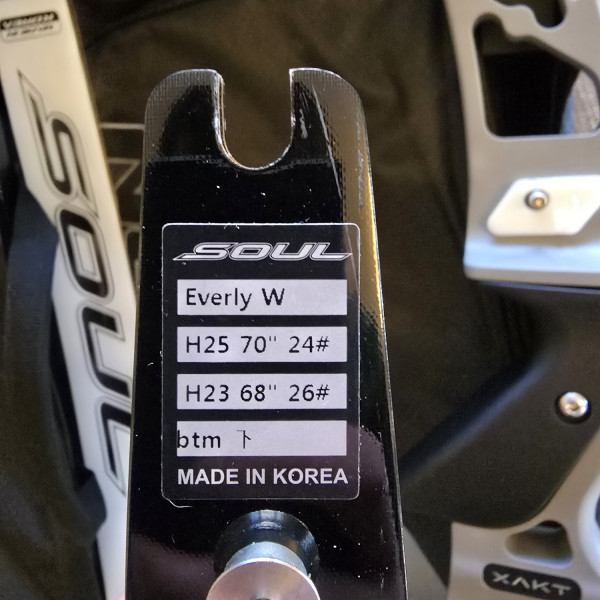 SOUL
SOUL
Everly W
H25 70" 24#
H23 68" 26#
btm 下
MADE IN KOREA
XAKT